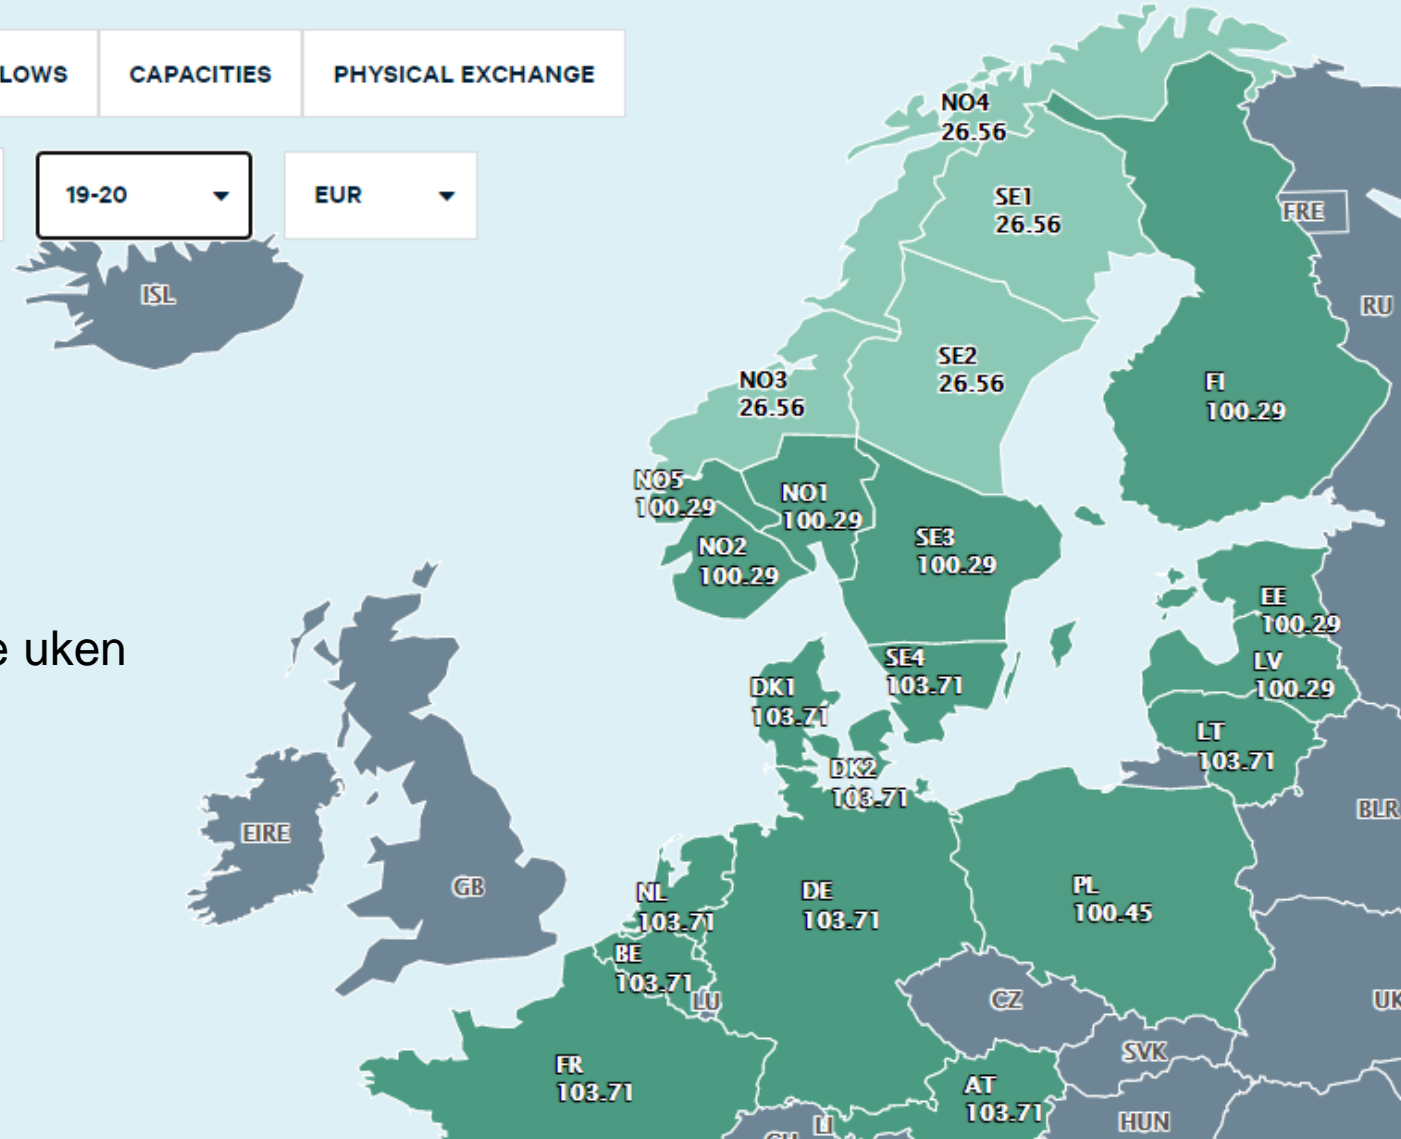 LOWS
CAPACITIES
PHYSICAL EXCHANGE
19-20
EUR
NO4
26.56
SE1
26.56
FRE
ISL
RU
SE2
26.56
NO3
26.56
FI
100.29
NO5
100.29
NO1
100.29
NO2
100.29
SE3
100.29
EE
100.29
e uken
SE4
103.71
LV
100.29
DK1
103.71
LT
103.71
DK2
103.71
BLR
EIRE
GB
NL
103.71
DE
103.71
PL
100.45
BE
103.71
LU
CZ
UK
SVK
FR
103.71
AT
103.71
HUN
LI
CH